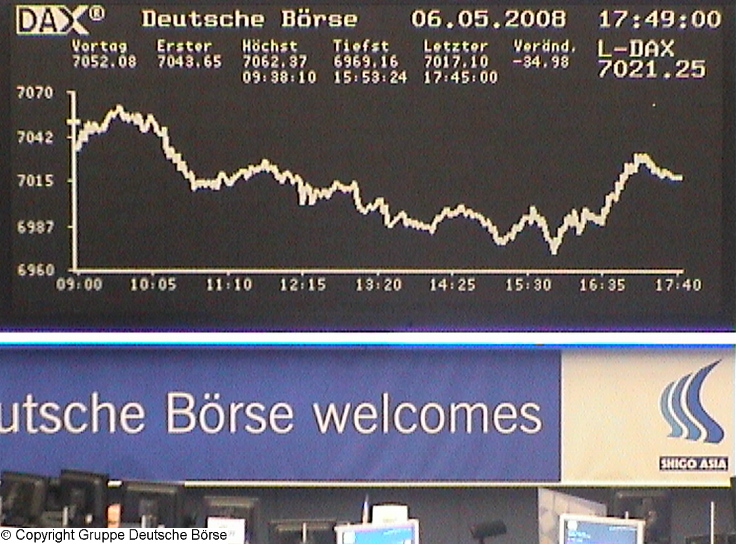 DAX® Deutsche Börse 06.05.2008 17:49:00
Vortag Erster Höchst Tiefst Letzter Veränd. L-DAX
7052.08 7043.65 7062.37 6969.16 7017.10 -34.98 7021.25
09:38:10 15:53:24 17:45:00
7070
7042
7015
6987
6960
09:00 10:05 11:10 12:15 13:20 14:25 15:30 16:35 17:40
utsche Börse welcomes
SHIGO ASIA
© Copyright Gruppe Deutsche Börse